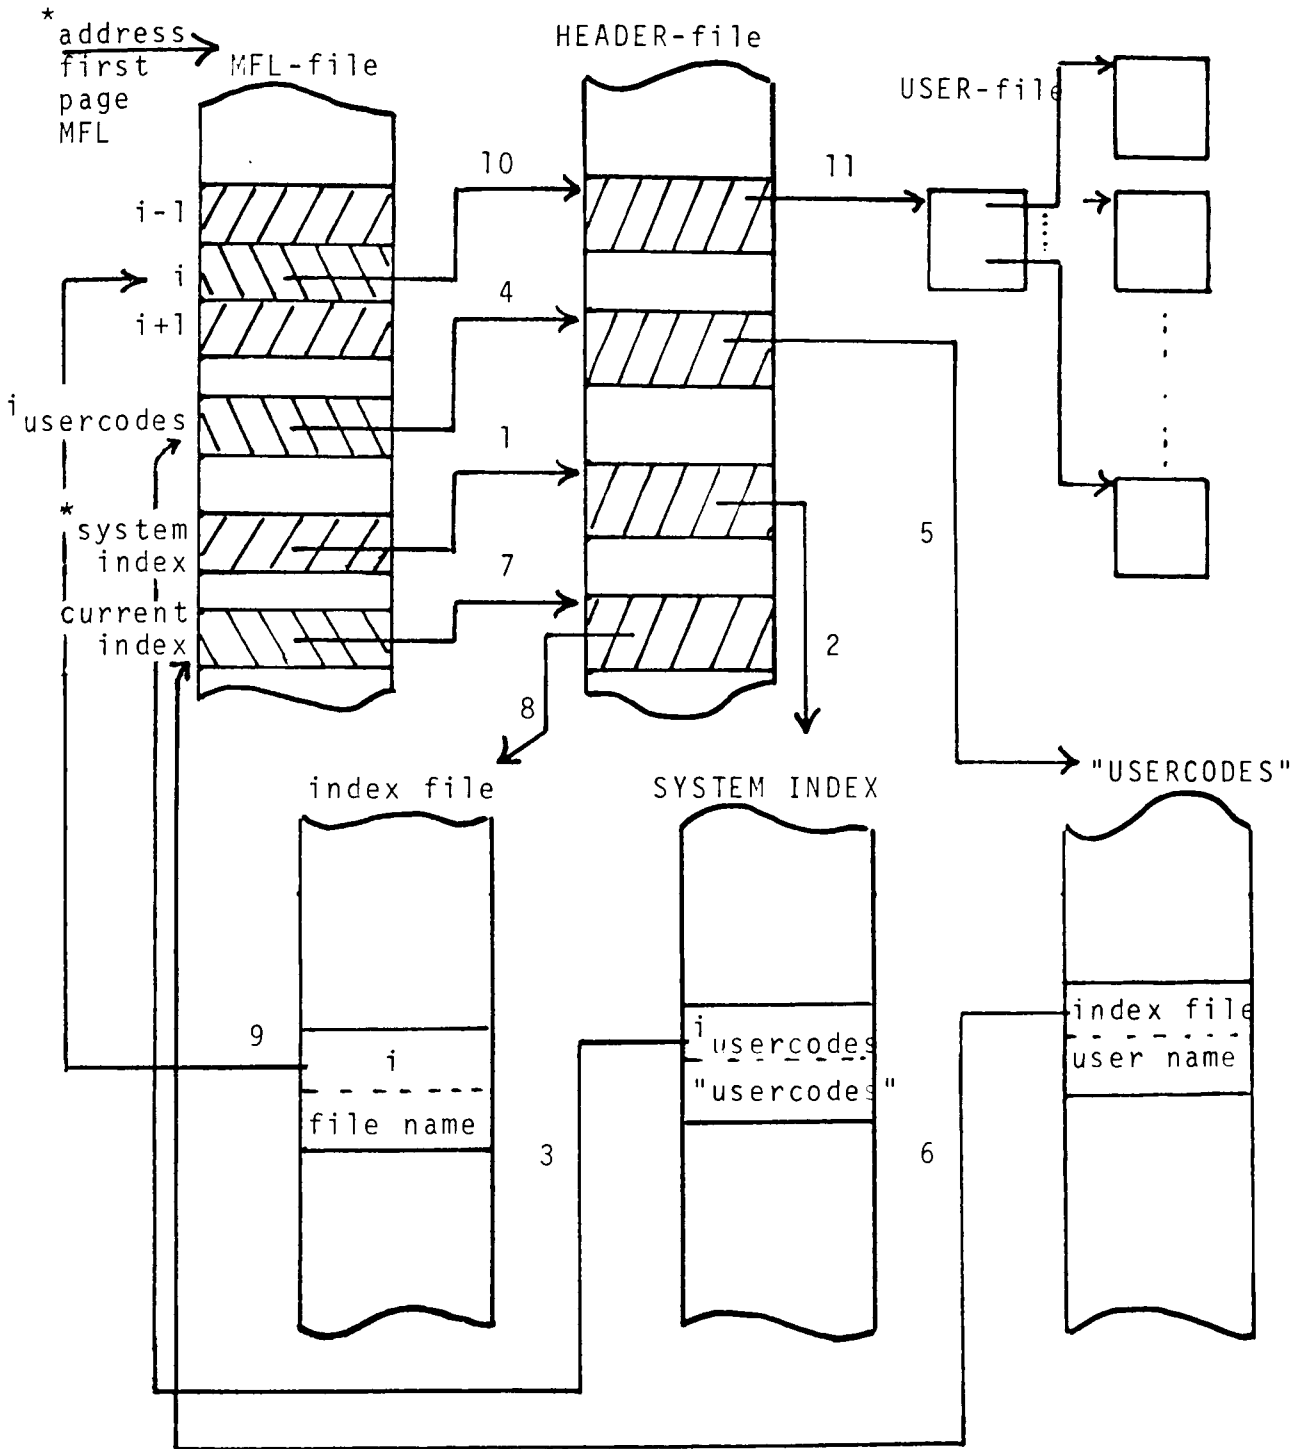 *
address
first
page
MFL
MFL-file
HEADER-file
USER-file
10
11
i-1
i
4
i+1
i usercodes
1
*
system
index
5
7
current
index
2
8
index file
SYSTEM INDEX
"USERCODES"
index file
9
i
usercodes
i
user name
"usercodes"
file name
3
6